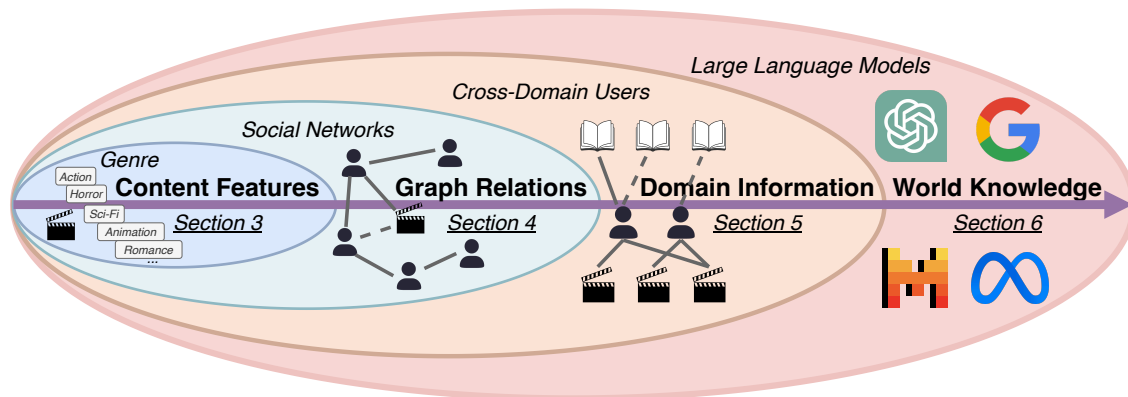 Large Language Models
Cross-Domain Users
Social Networks
Genre
Action
Horror
Sci-Fi
Animation
Romance
...
Content Features
Section 3
Graph Relations
Section 4
Domain Information
Section 5
World Knowledge
Section 6